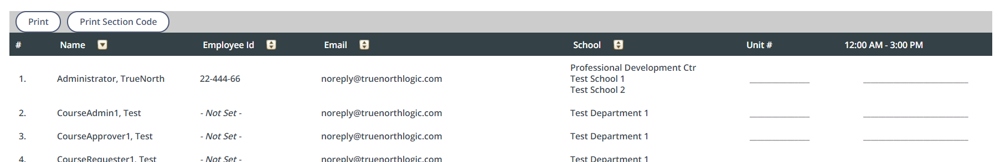 Print Print Section Code
# Name Employee Id Email School Unit # 12:00 AM - 3:00 PM
Professional Development Ctr
1. Administrator, TrueNorth 22-444-66 noreply@truenorthlogic.com Test School 1
Test School 2
2. CourseAdmin1, Test - Not Set - noreply@truenorthlogic.com Test Department 1
3. CourseApprover1, Test - Not Set - noreply@truenorthlogic.com Test Department 1
4. CourseRequester1, Test - Not Set - noreply@truenorthlogic.com Test Department 1